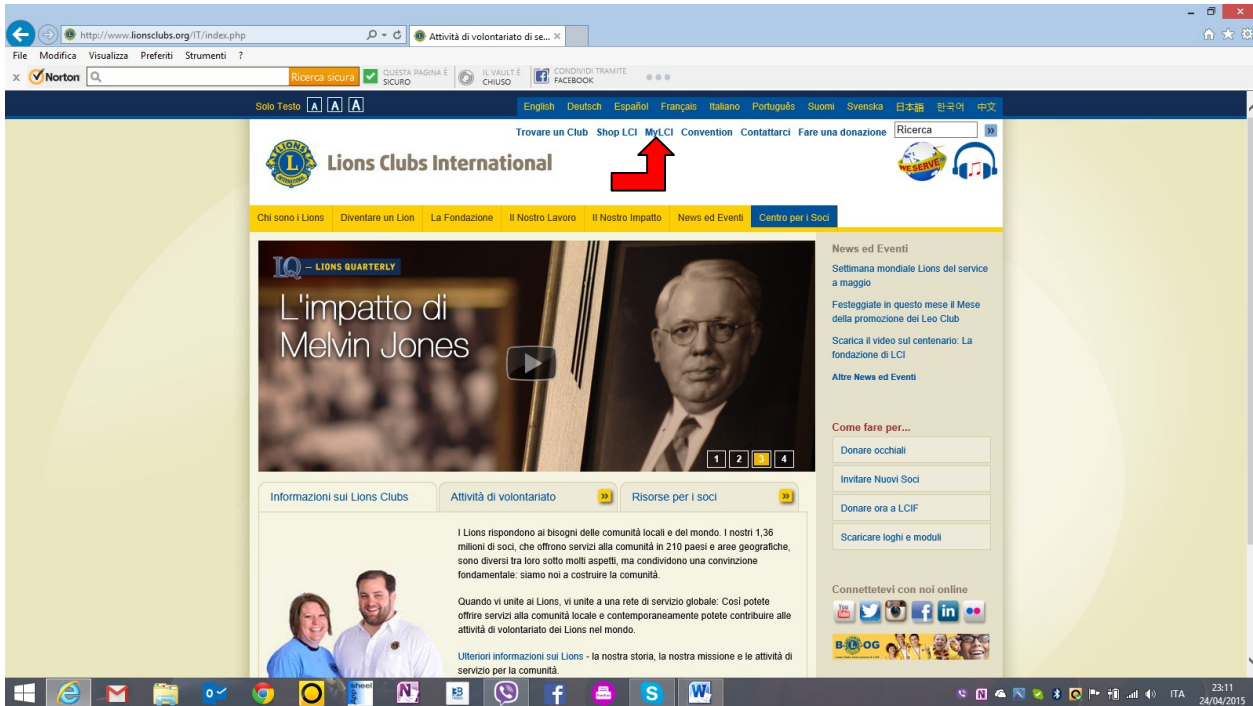 http://www.lionsclubs.org/IT/index.php
Attività di volontariato di se...
File Modifica Visualizza Preferiti Strumenti ?
x Norton Ricerca sicura QUESTA PAGINA È SICURO IL VAULT È CHIUSO CONDIVIDI TRAMITE FACEBOOK
Solo Testo A A A English Deutsch Español Français Italiano Português Suomi Svenska 日本語 한국어 中文
Trovare un Club Shop LCI MyLCI Convention Contattarci Fare una donazione Ricerca
LIONS L INTERNATIONAL
Lions Clubs International
WE SERVE
Chi sono i Lions Diventare un Lion La Fondazione Il Nostro Lavoro Il Nostro Impatto News ed Eventi Centro per i Soci
LQ – LIONS QUARTERLY
L'impatto di
Melvin Jones
1 2 3 4
News ed Eventi
Settimana mondiale Lions del service
a maggio
Festeggiate in questo mese il Mese
della promozione dei Leo Club
Scarica il video sul centenario: La
fondazione di LCI
Altre News ed Eventi
Come fare per...
Donare occhiali
Invitare Nuovi Soci
Donare ora a LCIF
Scaricare loghi e moduli
Connettetevi con noi online
You Tube f in
BLOG
Informazioni sui Lions Clubs Attività di volontariato Risorse per i soci
I Lions rispondono ai bisogni delle comunità locali e del mondo. I nostri 1,36
milioni di soci, che offrono servizi alla comunità in 210 paesi e aree geografiche,
sono diversi tra loro sotto molti aspetti, ma condividono una convinzione
fondamentale: siamo noi a costruire la comunità.
Quando vi unite ai Lions, vi unite a una rete di servizio globale: Così potete
offrire servizi alla comunità locale e contemporaneamente potete contribuire alle
attività di volontariato dei Lions nel mondo.
Ulteriori informazioni sui Lions - la nostra storia, la nostra missione e le attività di
servizio per la comunità.
ITA 23:11
24/04/2015